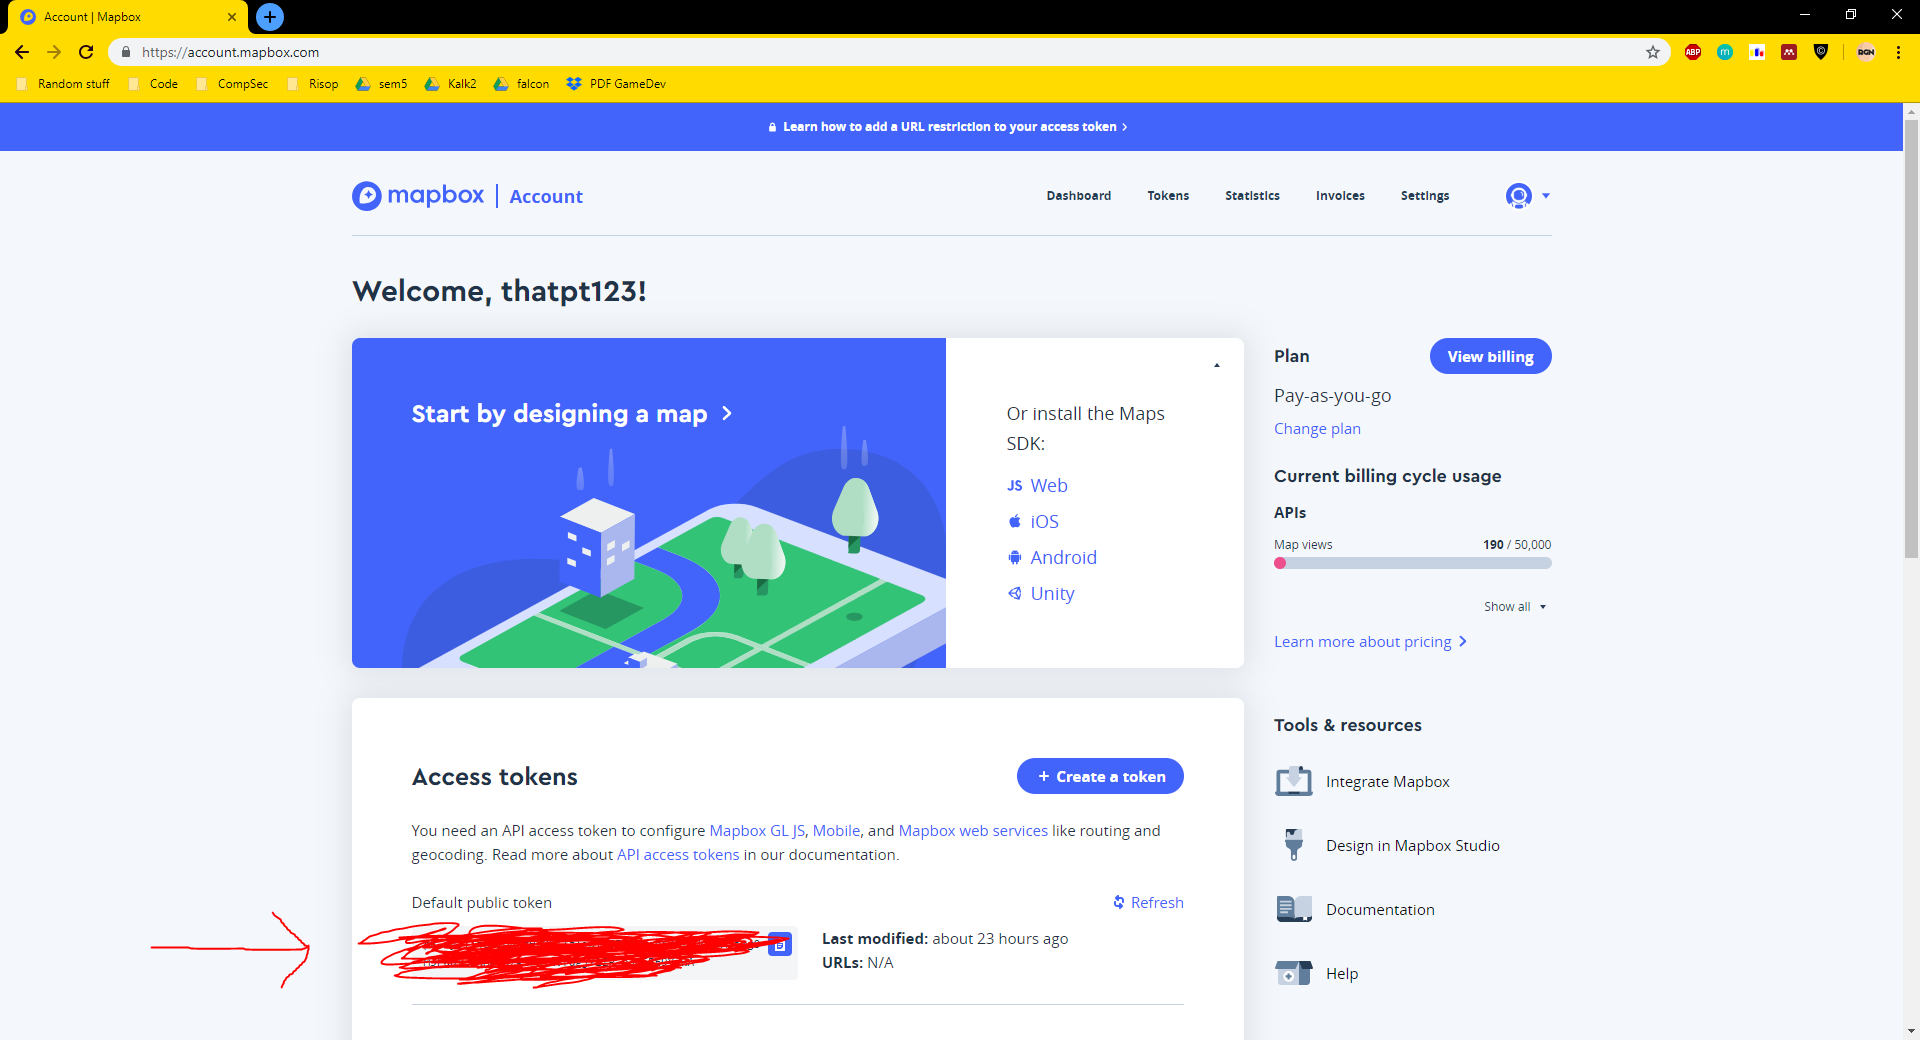 Account | Mapbox
https://account.mapbox.com
ABP
m
RGN
Random stuff
Code
CompSec
Risop
sem5
Kalk2
falcon
PDF GameDev
Learn how to add a URL restriction to your access token
mapbox | Account
Dashboard
Tokens
Statistics
Invoices
Settings
Welcome, thatpt123!
Start by designing a map
Or install the Maps
SDK:
JS Web
iOS
Android
Unity
Plan
View billing
Pay-as-you-go
Change plan
Current billing cycle usage
APIs
Map views
190 / 50,000
Show all
Learn more about pricing
Access tokens
+ Create a token
You need an API access token to configure Mapbox GL JS, Mobile, and Mapbox web services like routing and
geocoding. Read more about API access tokens in our documentation.
Default public token
Refresh
Last modified: about 23 hours ago
URLs: N/A
Tools & resources
Integrate Mapbox
Design in Mapbox Studio
Documentation
Help